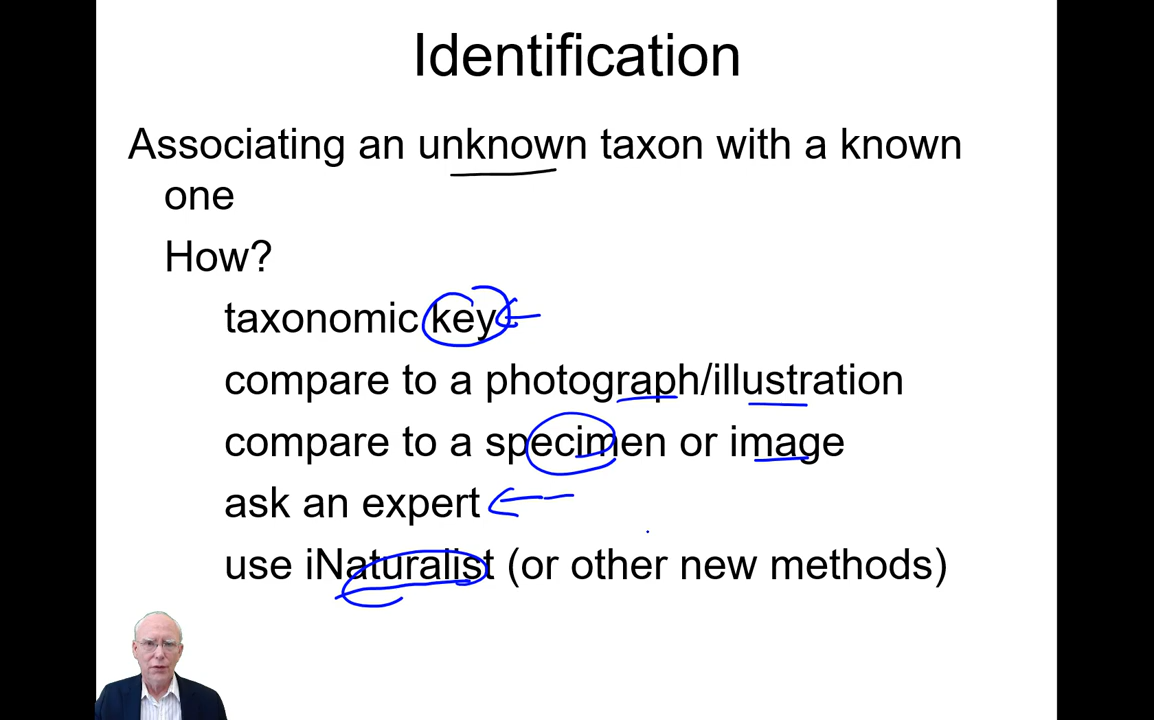 Identification
Associating an unknown taxon with a known
one
How?
taxonomic key
compare to a photograph/illustration
compare to a specimen or image
ask an expert
use iNaturalist (or other new methods)